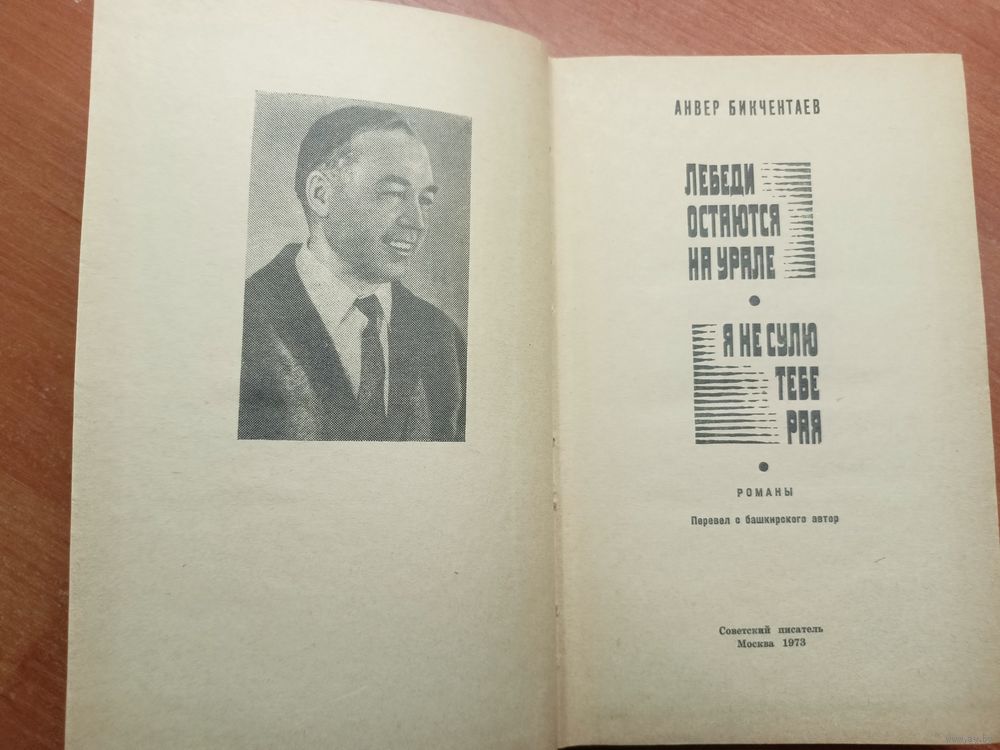 АНВЕР БИКЧЕНТАЕВ
ЛЕБЕДИ
ОСТАЮТСЯ
НА УРАЛЕ
Я НЕ СУЛЮ
ТЕБЕ
РАЯ
РОМАНЫ
Перевел с башкирского автор
Советский писатель
Москва 1973